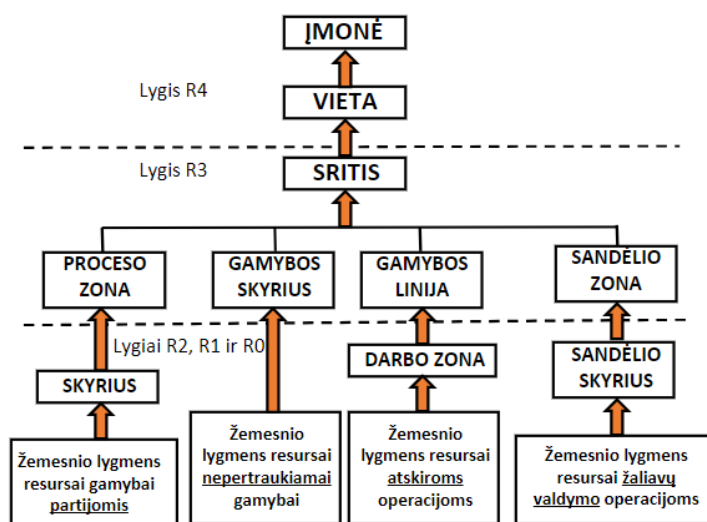 ĮMONĖ
Lygis R4
VIETA
Lygis R3
SRITIS
PROCESO
ZONA
GAMYBOS
SKYRIUS
GAMYBOS
LINIJA
SANDĖLIO
ZONA
Lygiai R2, R1 ir R0
SKYRIUS
DARBO ZONA
SANDĖLIO
SKYRIUS
Žemesnio lygmens
resursai gamybai
partijomis
Žemesnio
lygmens resursai
nepertraukiamai
gamybai
Žemesnio
lygmens resursai
atskiroms
operacijoms
Žemesnio lygmens
resursai žaliavų
valdymo operacijoms